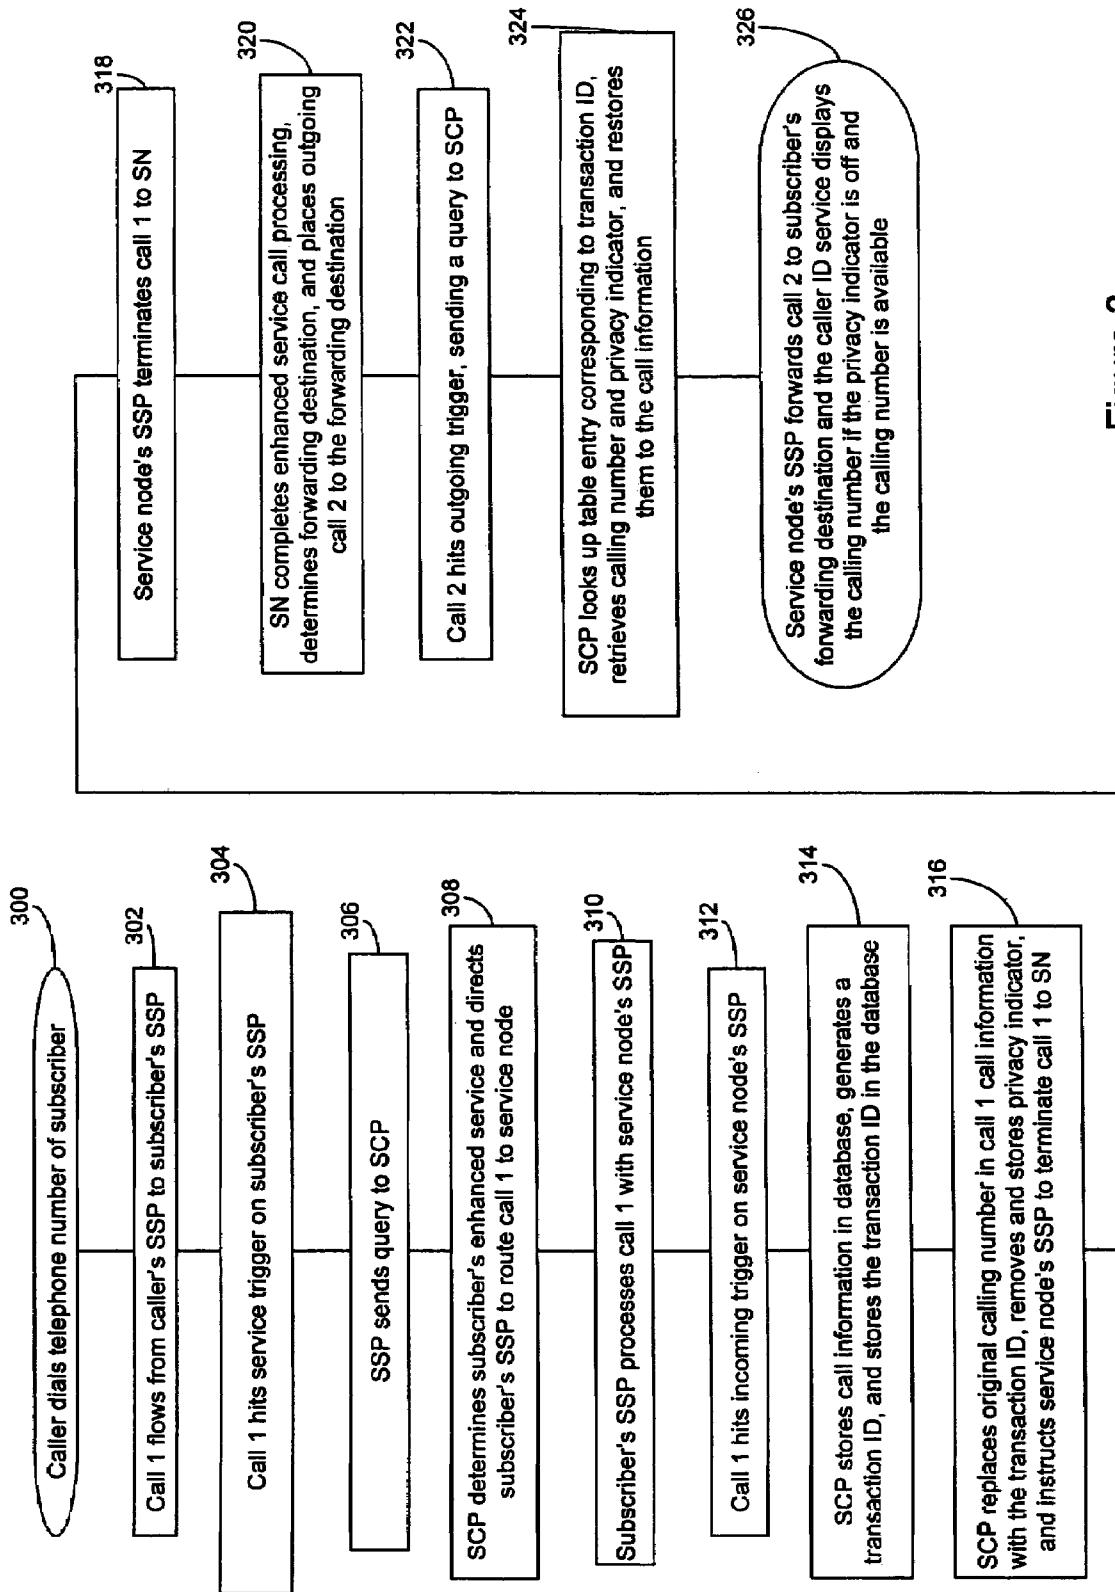 300
Caller dials telephone number of subscriber
302
Call 1 flows from caller's SSP to subscriber's SSP
304
Call 1 hits service trigger on subscriber's SSP
306
SSP sends query to SCP
308
SCP determines subscriber's enhanced service and directs
subscriber's SSP to route call 1 to service node
310
Subscriber's SSP processes call 1 with service node's SSP
312
Call 1 hits incoming trigger on service node's SSP
314
SCP stores call information in database, generates a
transaction ID, and stores the transaction ID in the database
316
SCP replaces original calling number in call 1 call information
with the transaction ID, removes and stores privacy indicator,
and instructs service node's SSP to terminate call 1 to SN
318
Service node's SSP terminates call 1 to SN
320
SN completes enhanced service call processing,
determines forwarding destination, and places outgoing
call 2 to the forwarding destination
322
Call 2 hits outgoing trigger, sending a query to SCP
324
SCP looks up table entry corresponding to transaction ID,
retrieves calling number and privacy indicator, and restores
them to the call information
326
Service node's SSP forwards call 2 to subscriber's
forwarding destination and the caller ID service displays
the calling number if the privacy indicator is off and
the calling number is available
Figure